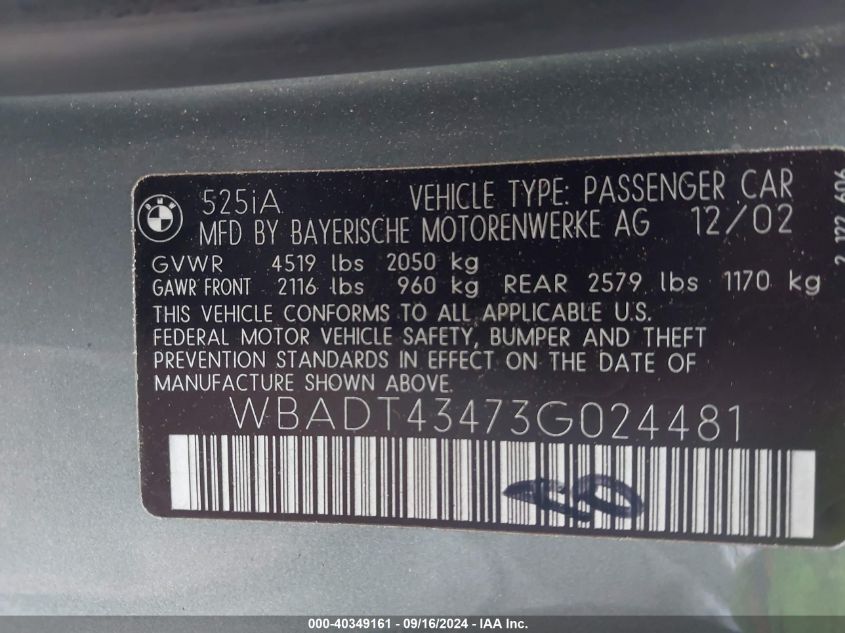 525iA VEHICLE TYPE: PASSENGER CAR
MFD BY BAYERISCHE MOTORENWERKE AG 12/02
GVWR 4519 lbs 2050 kg
GAWR FRONT 2116 lbs 960 kg REAR 2579 lbs 1170 kg
THIS VEHICLE CONFORMS TO ALL APPLICABLE U.S.
FEDERAL MOTOR VEHICLE SAFETY, BUMPER AND THEFT
PREVENTION STANDARDS IN EFFECT ON THE DATE OF
MANUFACTURE SHOWN ABOVE.
WBADT43473G024481
2 122 606
000-40349161 - 09/16/2024 - IAA Inc.